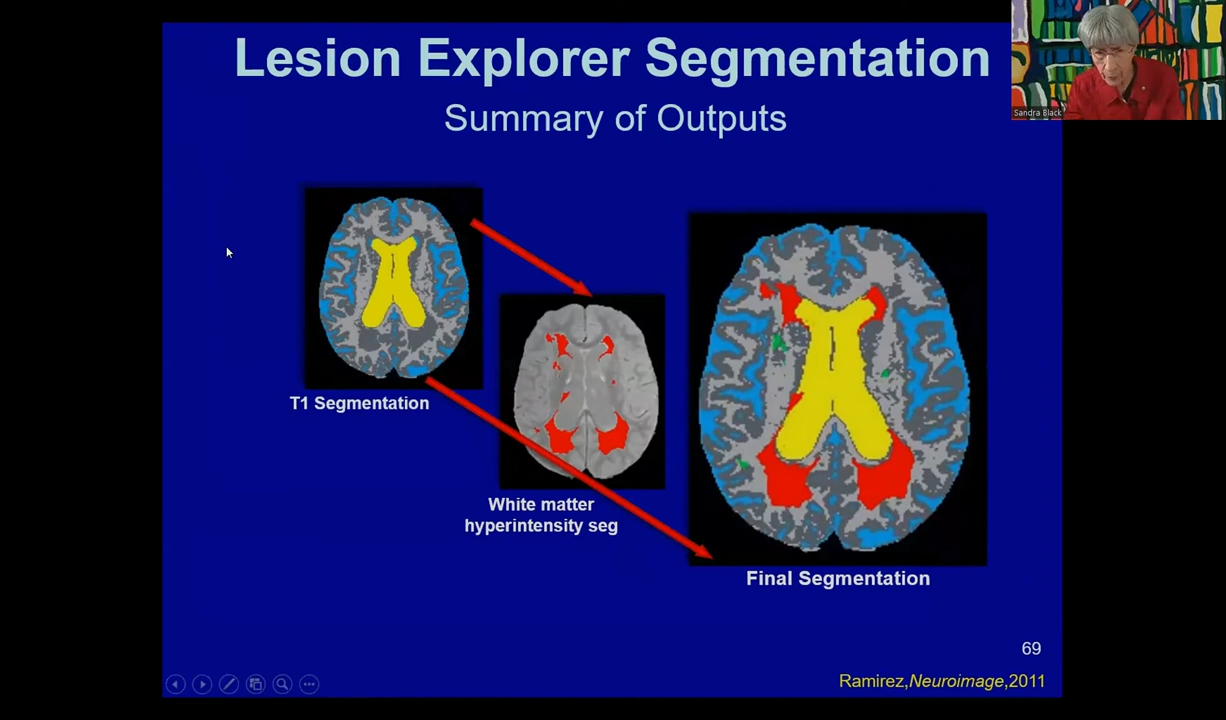 Lesion Explorer Segmentation
Summary of Outputs
Sandra Black
T1 Segmentation
White matter
hyperintensity seg
Final Segmentation
69
Ramirez,Neuroimage,2011